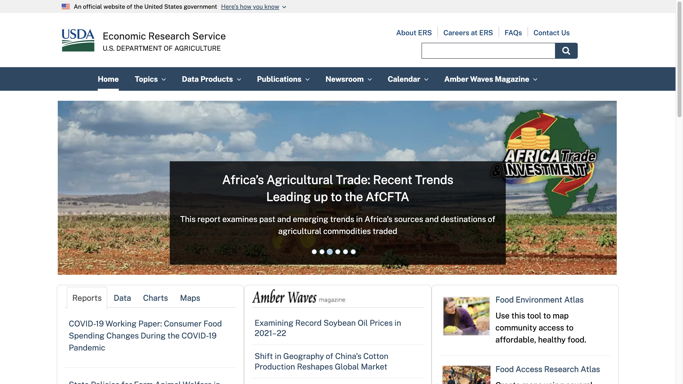 An official website of the United States government Here's how you know
USDA
Economic Research Service
U.S. DEPARTMENT OF AGRICULTURE
About ERS
Careers at ERS
FAQs
Contact Us
Home
Topics
Data Products
Publications
Newsroom
Calendar
Amber Waves Magazine
AFRICA Trade
& INVESTMENT
Africa's Agricultural Trade: Recent Trends
Leading up to the AfCFTA
This report examines past and emerging trends in Africa's sources and destinations of
agricultural commodities traded
Reports
Data
Charts
Maps
COVID-19 Working Paper: Consumer Food
Spending Changes During the COVID-19
Pandemic
Amber Waves magazine
Examining Record Soybean Oil Prices in
2021–22
Shift in Geography of China's Cotton
Production Reshapes Global Market
Food Environment Atlas
Use this tool to map
community access to
affordable, healthy food.
Food Access Research Atlas